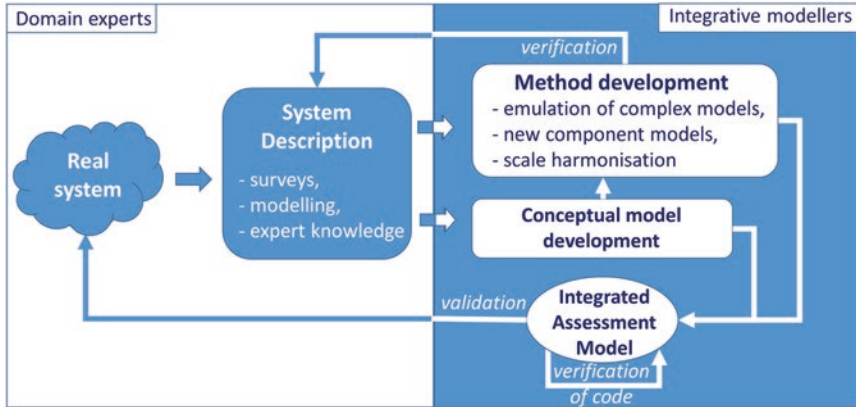 Domain experts
Integrative modellers
verification
Method development
- emulation of complex models,
- new component models,
- scale harmonisation
System
Description
- surveys,
- modelling,
- expert knowledge
Real
system
Conceptual model
development
validation
Integrated
Assessment
Model
verification
of code